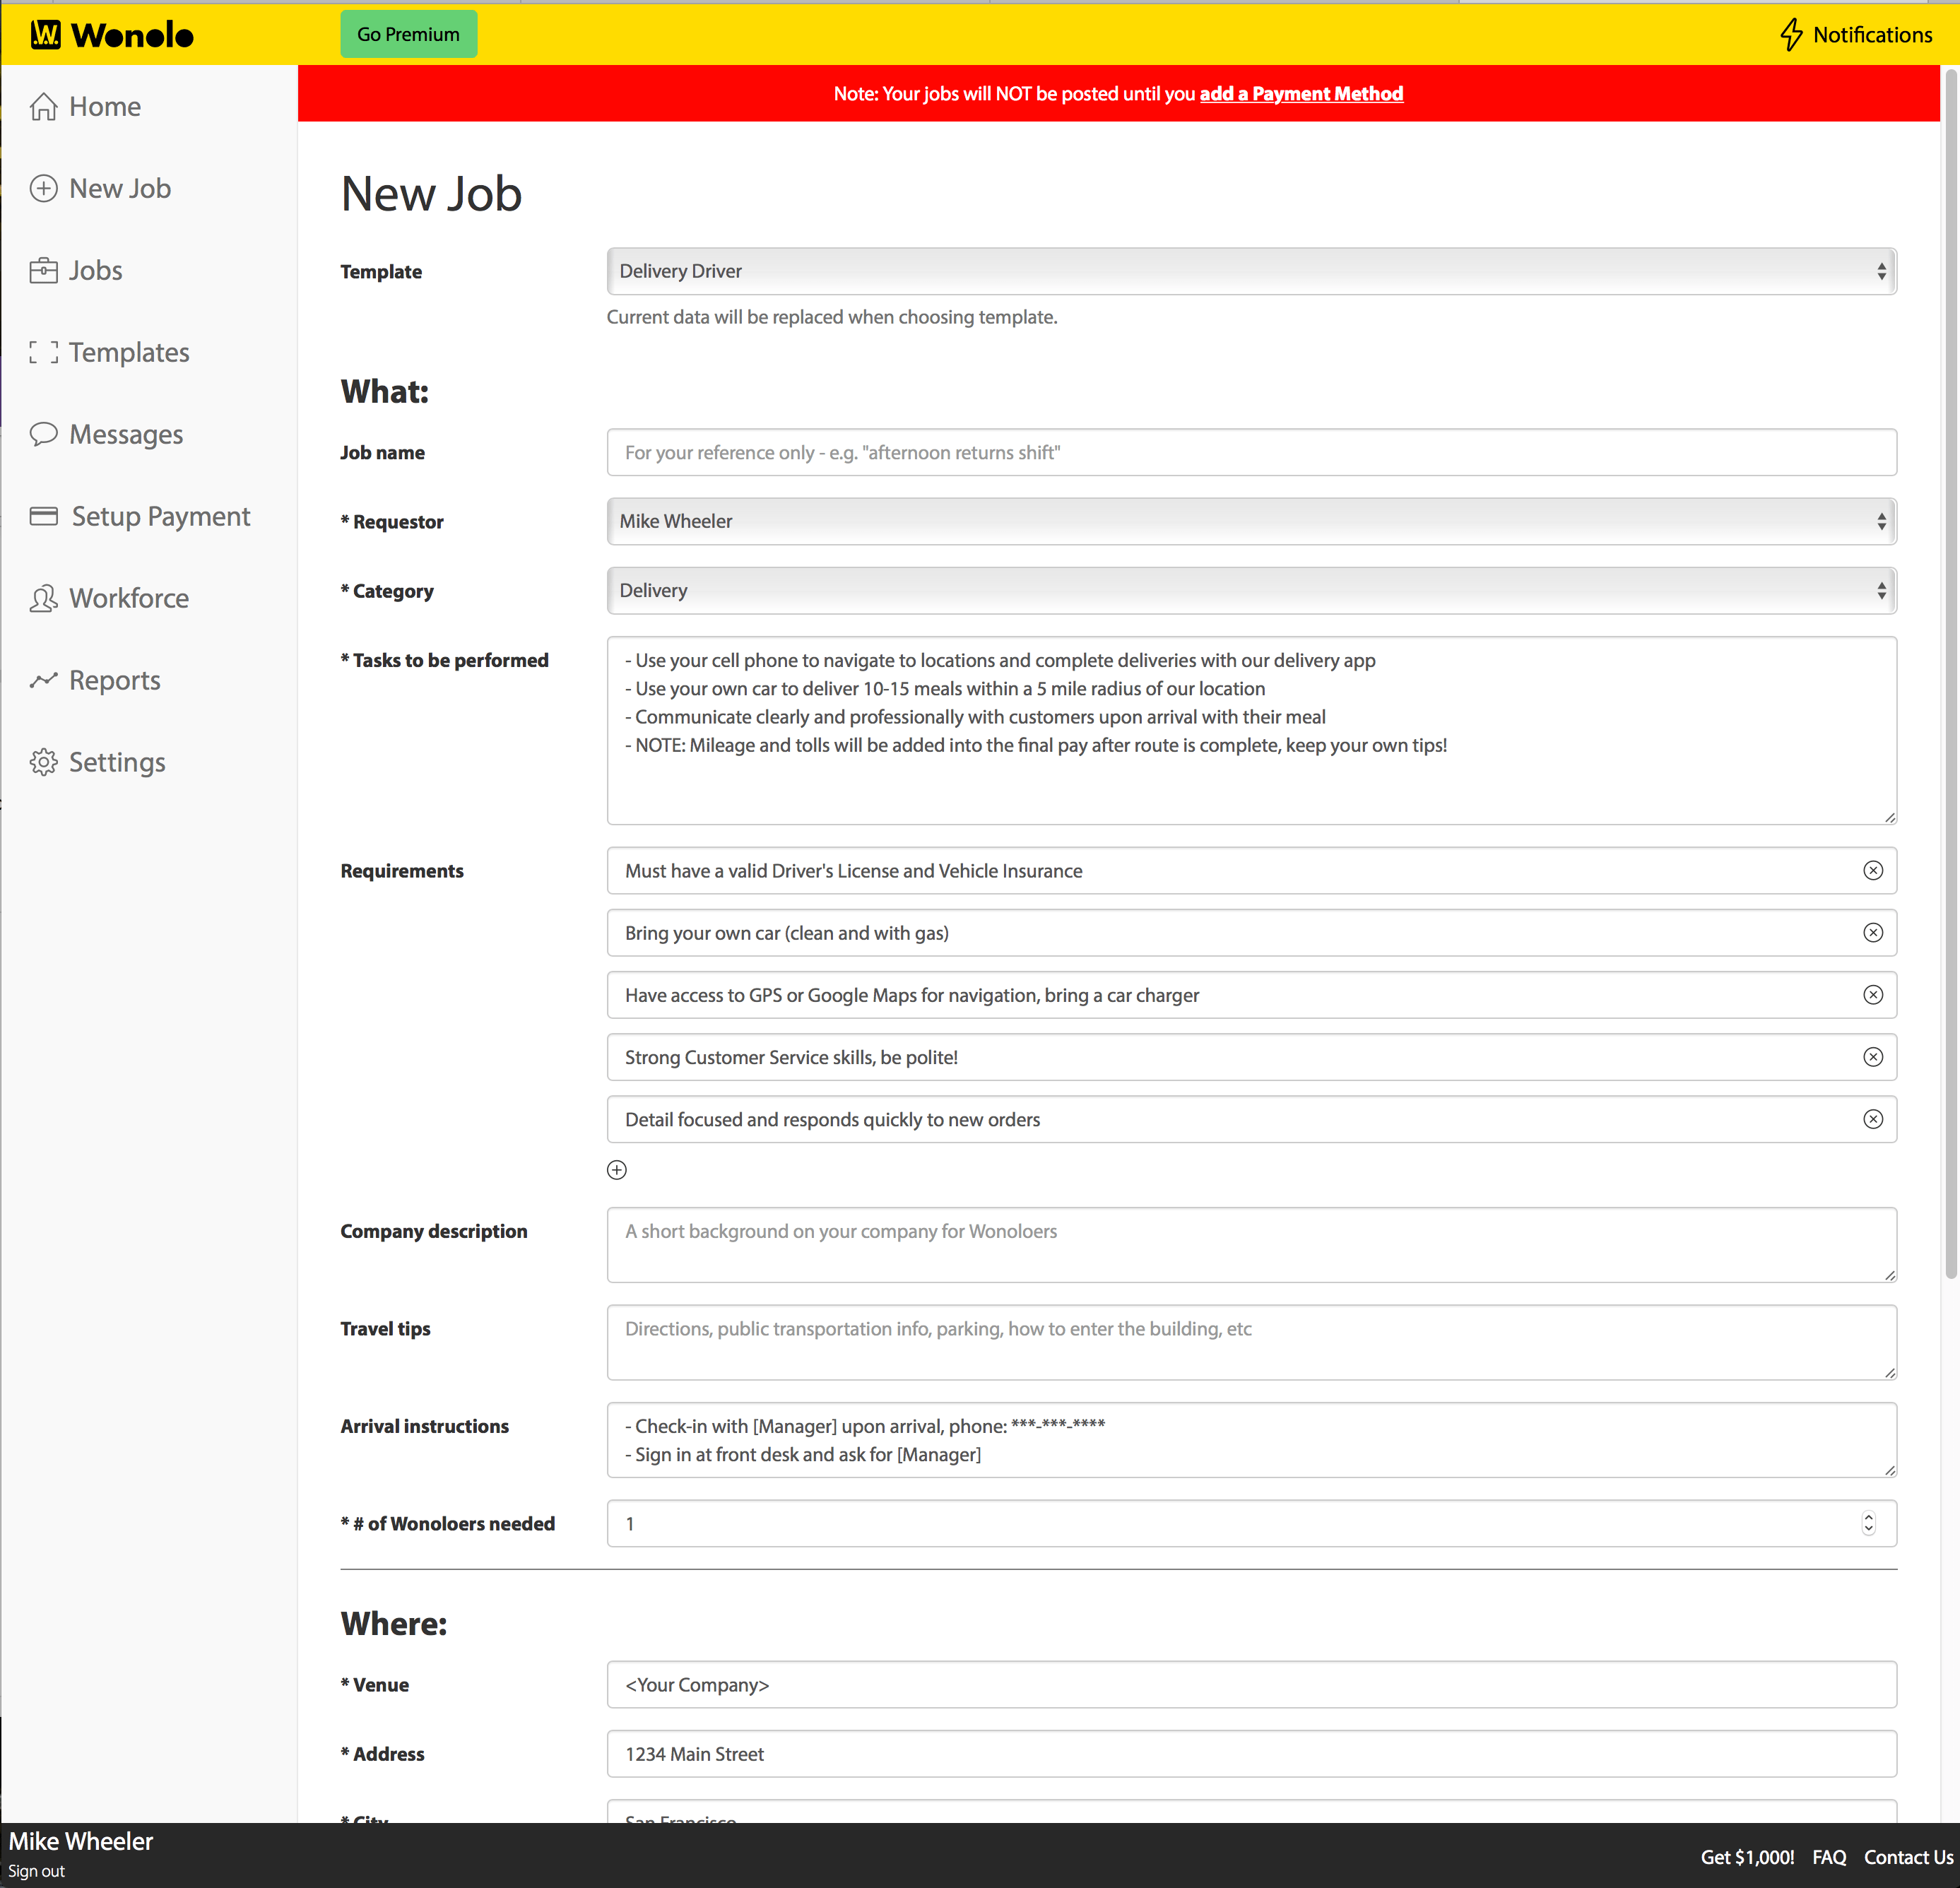 W. Wonolo
Go Premium
Notifications
Home
New Job
Jobs
Templates
Messages
Setup Payment
Workforce
Reports
Settings
Note: Your jobs will NOT be posted until you add a Payment Method
New Job
Template
Delivery Driver
Current data will be replaced when choosing template.
What:
Job name
For your reference only - e.g. "afternoon returns shift"
* Requestor
Mike Wheeler
* Category
Delivery
* Tasks to be performed
- Use your cell phone to navigate to locations and complete deliveries with our delivery app
- Use your own car to deliver 10-15 meals within a 5 mile radius of our location
- Communicate clearly and professionally with customers upon arrival with their meal
- NOTE: Mileage and tolls will be added into the final pay after route is complete, keep your own tips!
Requirements
Must have a valid Driver's License and Vehicle Insurance
Bring your own car (clean and with gas)
Have access to GPS or Google Maps for navigation, bring a car charger
Strong Customer Service skills, be polite!
Detail focused and responds quickly to new orders
Company description
A short background on your company for Wonoloers
Travel tips
Directions, public transportation info, parking, how to enter the building, etc
Arrival instructions
- Check-in with [Manager] upon arrival, phone: ***-***-****
- Sign in at front desk and ask for [Manager]
* # of Wonoloers needed
1
Where:
* Venue
<Your Company>
* Address
1234 Main Street
* City
San Francisco
Mike Wheeler
Sign out
Get $1,000!
FAQ
Contact Us